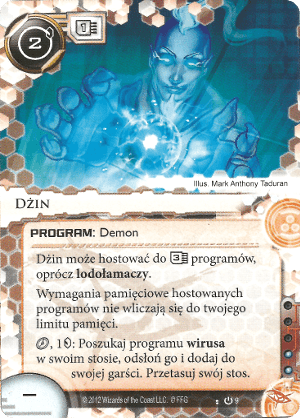 2
1
Illus. Mark Anthony Taduran
DŻIN
PROGRAM: Demon
Dżin może hostować do 3 programów,
oprócz lodołamaczy.
Wymagania pamięciowe hostowanych
programów nie wliczają się do twojego
limitu pamięci.
, 1: Poszukaj programu wirusa
w swoim stosie, odsłoń go i dodaj do
swojej garści. Przetasuj swój stos.
–
© 2012 Wizards of the Coast LLC. © FFG
9